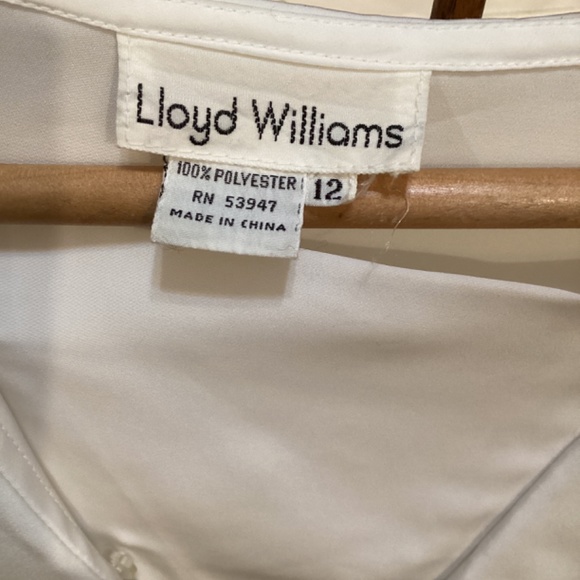 Lloyd Williams
100% POLYESTER 12
RN 53947
MADE IN CHINA